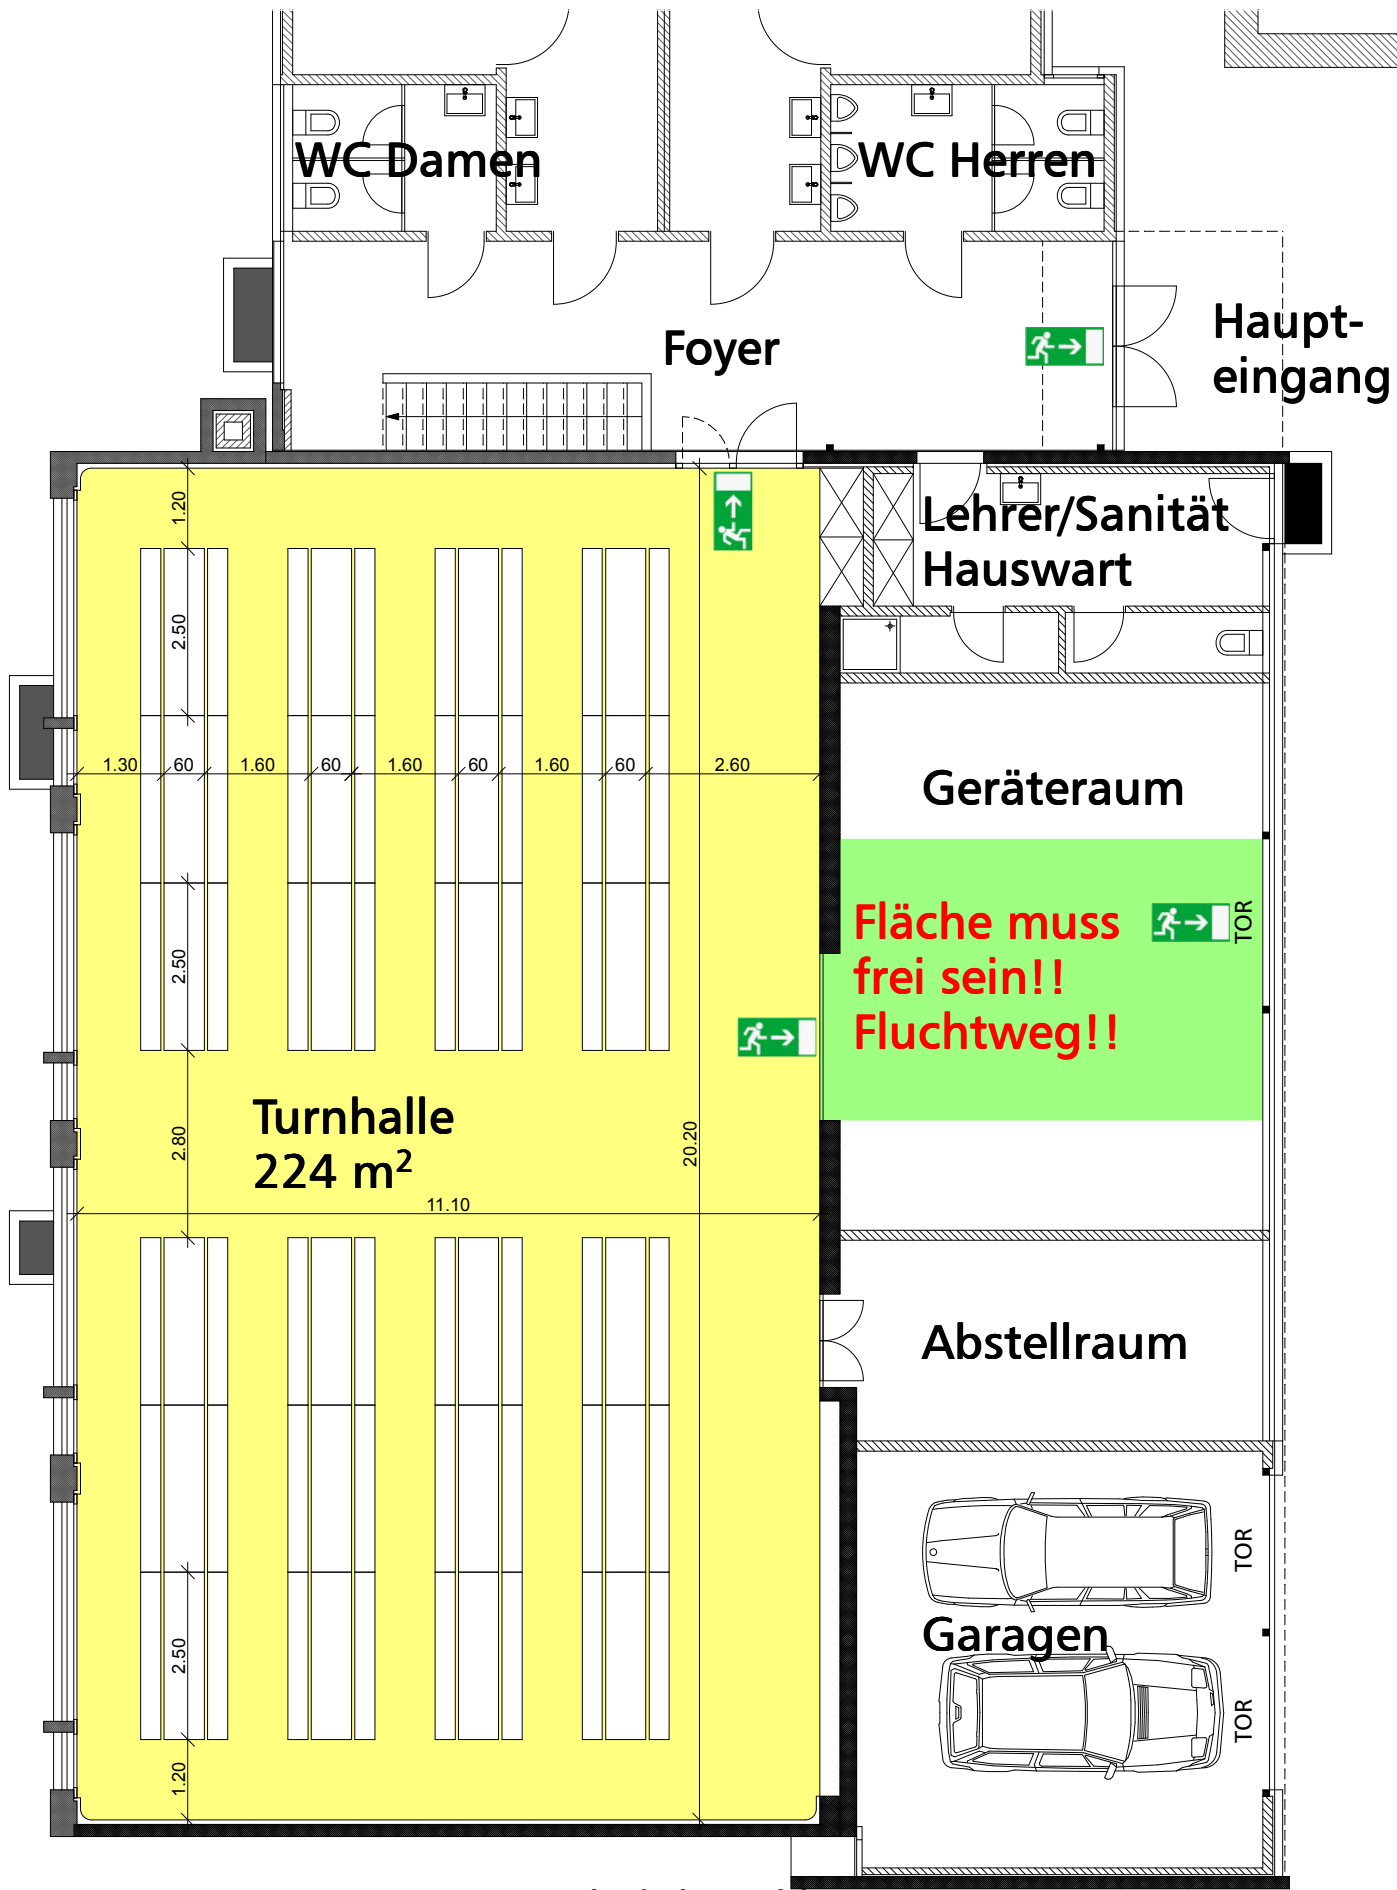 WC Damen
WC Herren
Foyer
Haupt-
eingang
Lehrer/Sanität
Hauswart
1.20
2.50
1.30 60 1.60 60 1.60 60 1.60 60 2.60
Geräteraum
Fläche muss
frei sein!!
Fluchtweg!!
TOR
2.50
Turnhalle
224 m²
2.80
20.20
11.10
Abstellraum
TOR
Garagen
2.50
TOR
1.20